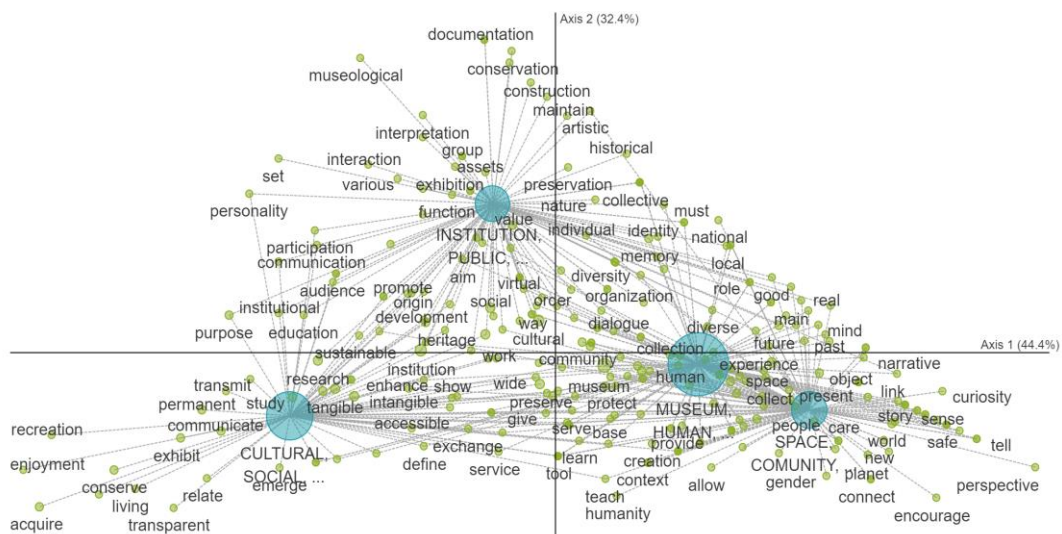 Axis 2 (32.4%)
documentation
museological
conservation
construction
maintain
interpretation
artistic
group
historical
interaction
assets
set
various
exhibition
preservation
personality
nature
collective
function
value
must
INSTITUTION,
individual
identity
national
participation
PUBLIC, ...
memory
communication
local
aim
diversity
audience
promote
virtual
role
good
institutional
origin
social
order
organization
real
development
main
purpose
education
way
dialogue
diverse
mind
heritage
cultural
future
past
Axis 1 (44.4%)
sustainable
work
community
collection
narrative
institution
experience
transmit
research
human
object
enhance
show
wide
space
link
curiosity
permanent
study
tangible
intangible
museum
collect
present
preserve
protect
MUSEUM,
story
sense
recreation
communicate
accessible
give
serve
base
HUMAN, ...
people
care
CULTURAL,
SPACE,
world
safe
tell
enjoyment
exhibit
exchange
learn
provide
new
SOCIAL, ...
define
service
creation
COMUNITY,
conserve
relate
emerge
tool
context
allow
gender
planet
perspective
living
teach
connect
acquire
transparent
humanity
encourage